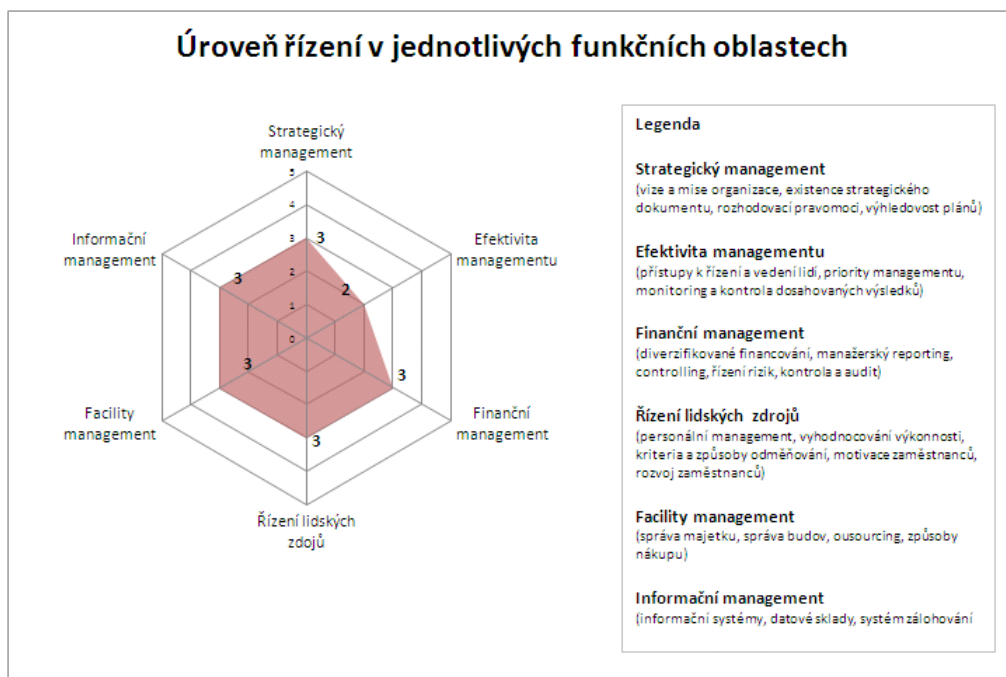 Úroveň řízení v jednotlivých funkčních oblastech
Strategický
management
5
4
3
3
Informační
management
Efektivita
managementu
3
2
2
1
0
3
3
Facility
management
Finanční
management
3
Řízení lidských
zdojů
Legenda
Strategický management
(vize a mise organizace, existence strategického
dokumentu, rozhodovací pravomoci, výhledovost plánů)
Efektivita managementu
(přístupy k řízení a vedení lidí, priority managementu,
monitoring a kontrola dosahovaných výsledků)
Finanční management
(diverzifikované financování, manažerský reporting,
controlling, řízení rizik, kontrola a audit)
Řízení lidských zdrojů
(personální management, vyhodnocování výkonnosti,
kriteria a způsoby odměňování, motivace zaměstnanců,
rozvoj zaměstnanců)
Facility management
(správa majetku, správa budov, ousourcing, způsoby
nákupu)
Informační management
(informační systémy, datové sklady, systém zálohování